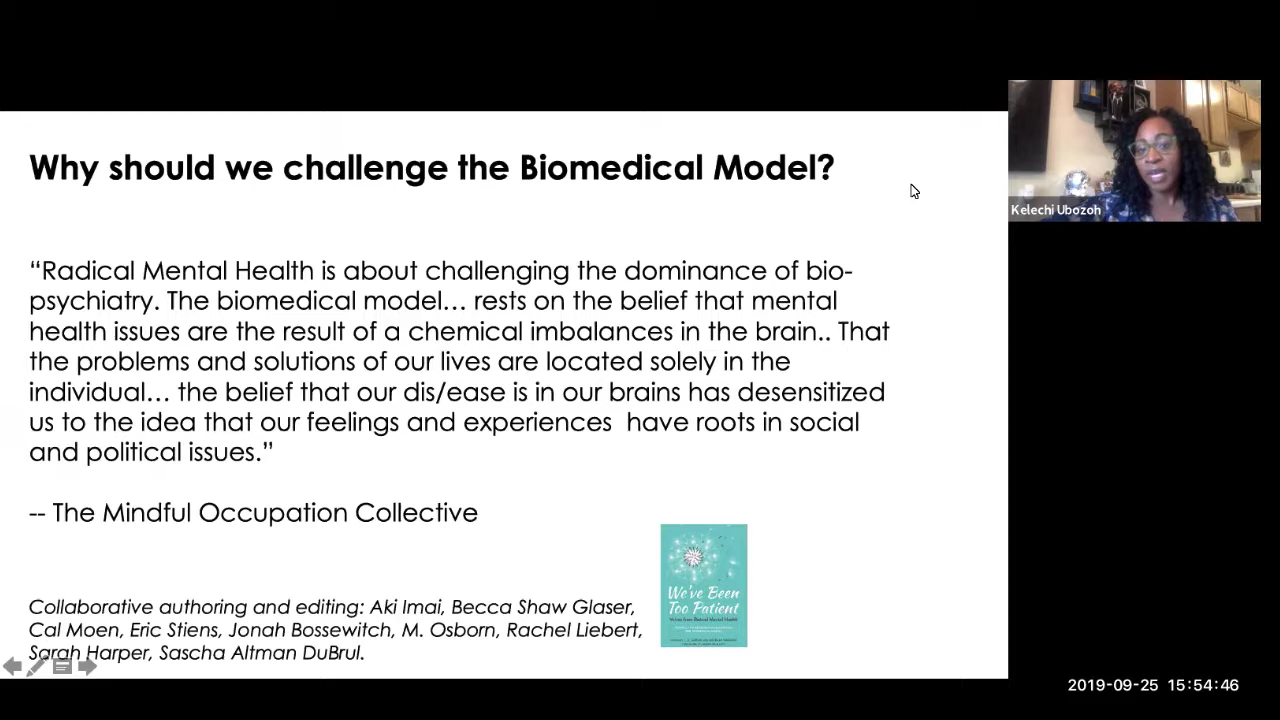 Why should we challenge the Biomedical Model?
“Radical Mental Health is about challenging the dominance of bio-
psychiatry. The biomedical model… rests on the belief that mental
health issues are the result of a chemical imbalances in the brain.. That
the problems and solutions of our lives are located solely in the
individual… the belief that our dis/ease is in our brains has desensitized
us to the idea that our feelings and experiences  have roots in social
and political issues.”
-- The Mindful Occupation Collective
Collaborative authoring and editing: Aki Imai, Becca Shaw Glaser,
Cal Moen, Eric Stiens, Jonah Bossewitch, M. Osborn, Rachel Liebert,
Sarah Harper, Sascha Altman DuBrul.
We've Been
Too Patient
Voices from Radical Mental Health
Kelechi Ubozoh
2019-09-25 15:54:46